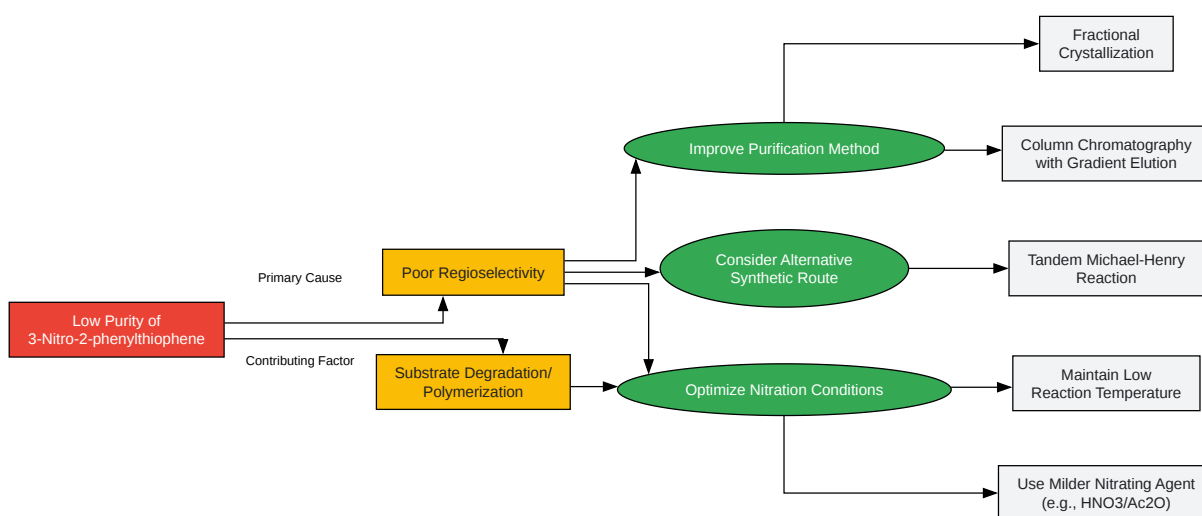 Fractional
Crystallization
Improve Purification Method
Column Chromatography
with Gradient Elution
Consider Alternative
Synthetic Route
Tandem Michael-Henry
Reaction
Primary Cause
Poor Regioselectivity
Low Purity of
3-Nitro-2-phenylthiophene
Contributing Factor
Substrate Degradation/
Polymerization
Optimize Nitration Conditions
Maintain Low
Reaction Temperature
Use Milder Nitrating Agent
(e.g., HNO3/Ac2O)